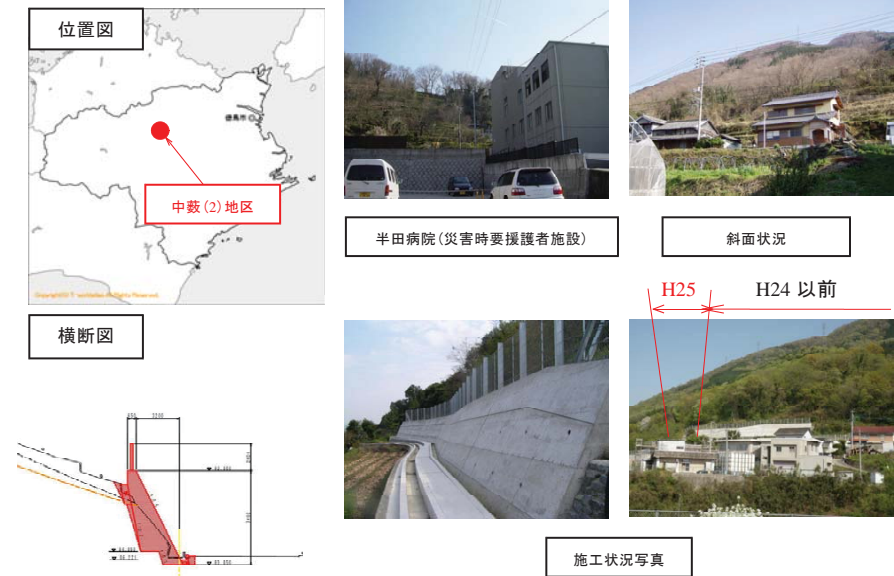 位置図
徳島市
中薮(2)地区
半田病院(災害時要援護者施設)
斜面状況
横断図
H25
H24 以前
施工状況写真